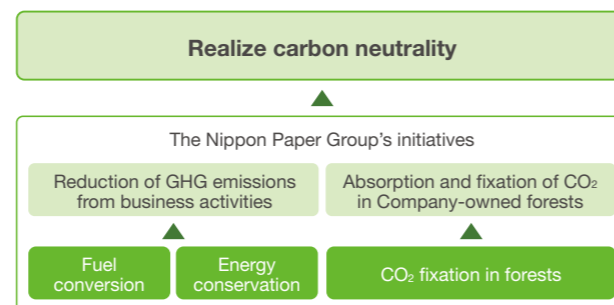 Realize carbon neutrality
The Nippon Paper Group's initiatives
Reduction of GHG emissions
from business activities
Absorption and fixation of CO₂
in Company-owned forests
Fuel
conversion
Energy
conservation
CO₂ fixation in forests